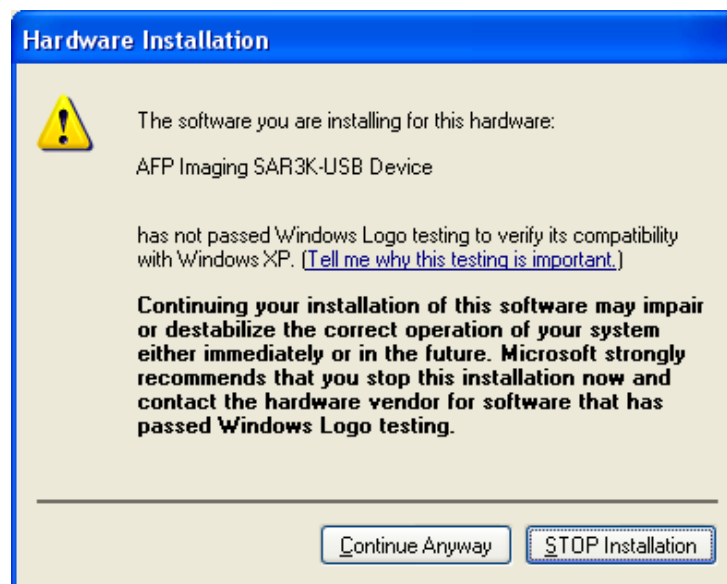 Hardware Installation
The software you are installing for this hardware:
AFP Imaging SAR3K-USB Device
has not passed Windows Logo testing to verify its compatibility
with Windows XP. (Tell me why this testing is important.)
Continuing your installation of this software may impair
or destabilize the correct operation of your system
either immediately or in the future. Microsoft strongly
recommends that you stop this installation now and
contact the hardware vendor for software that has
passed Windows Logo testing.
Continue Anyway
STOP Installation